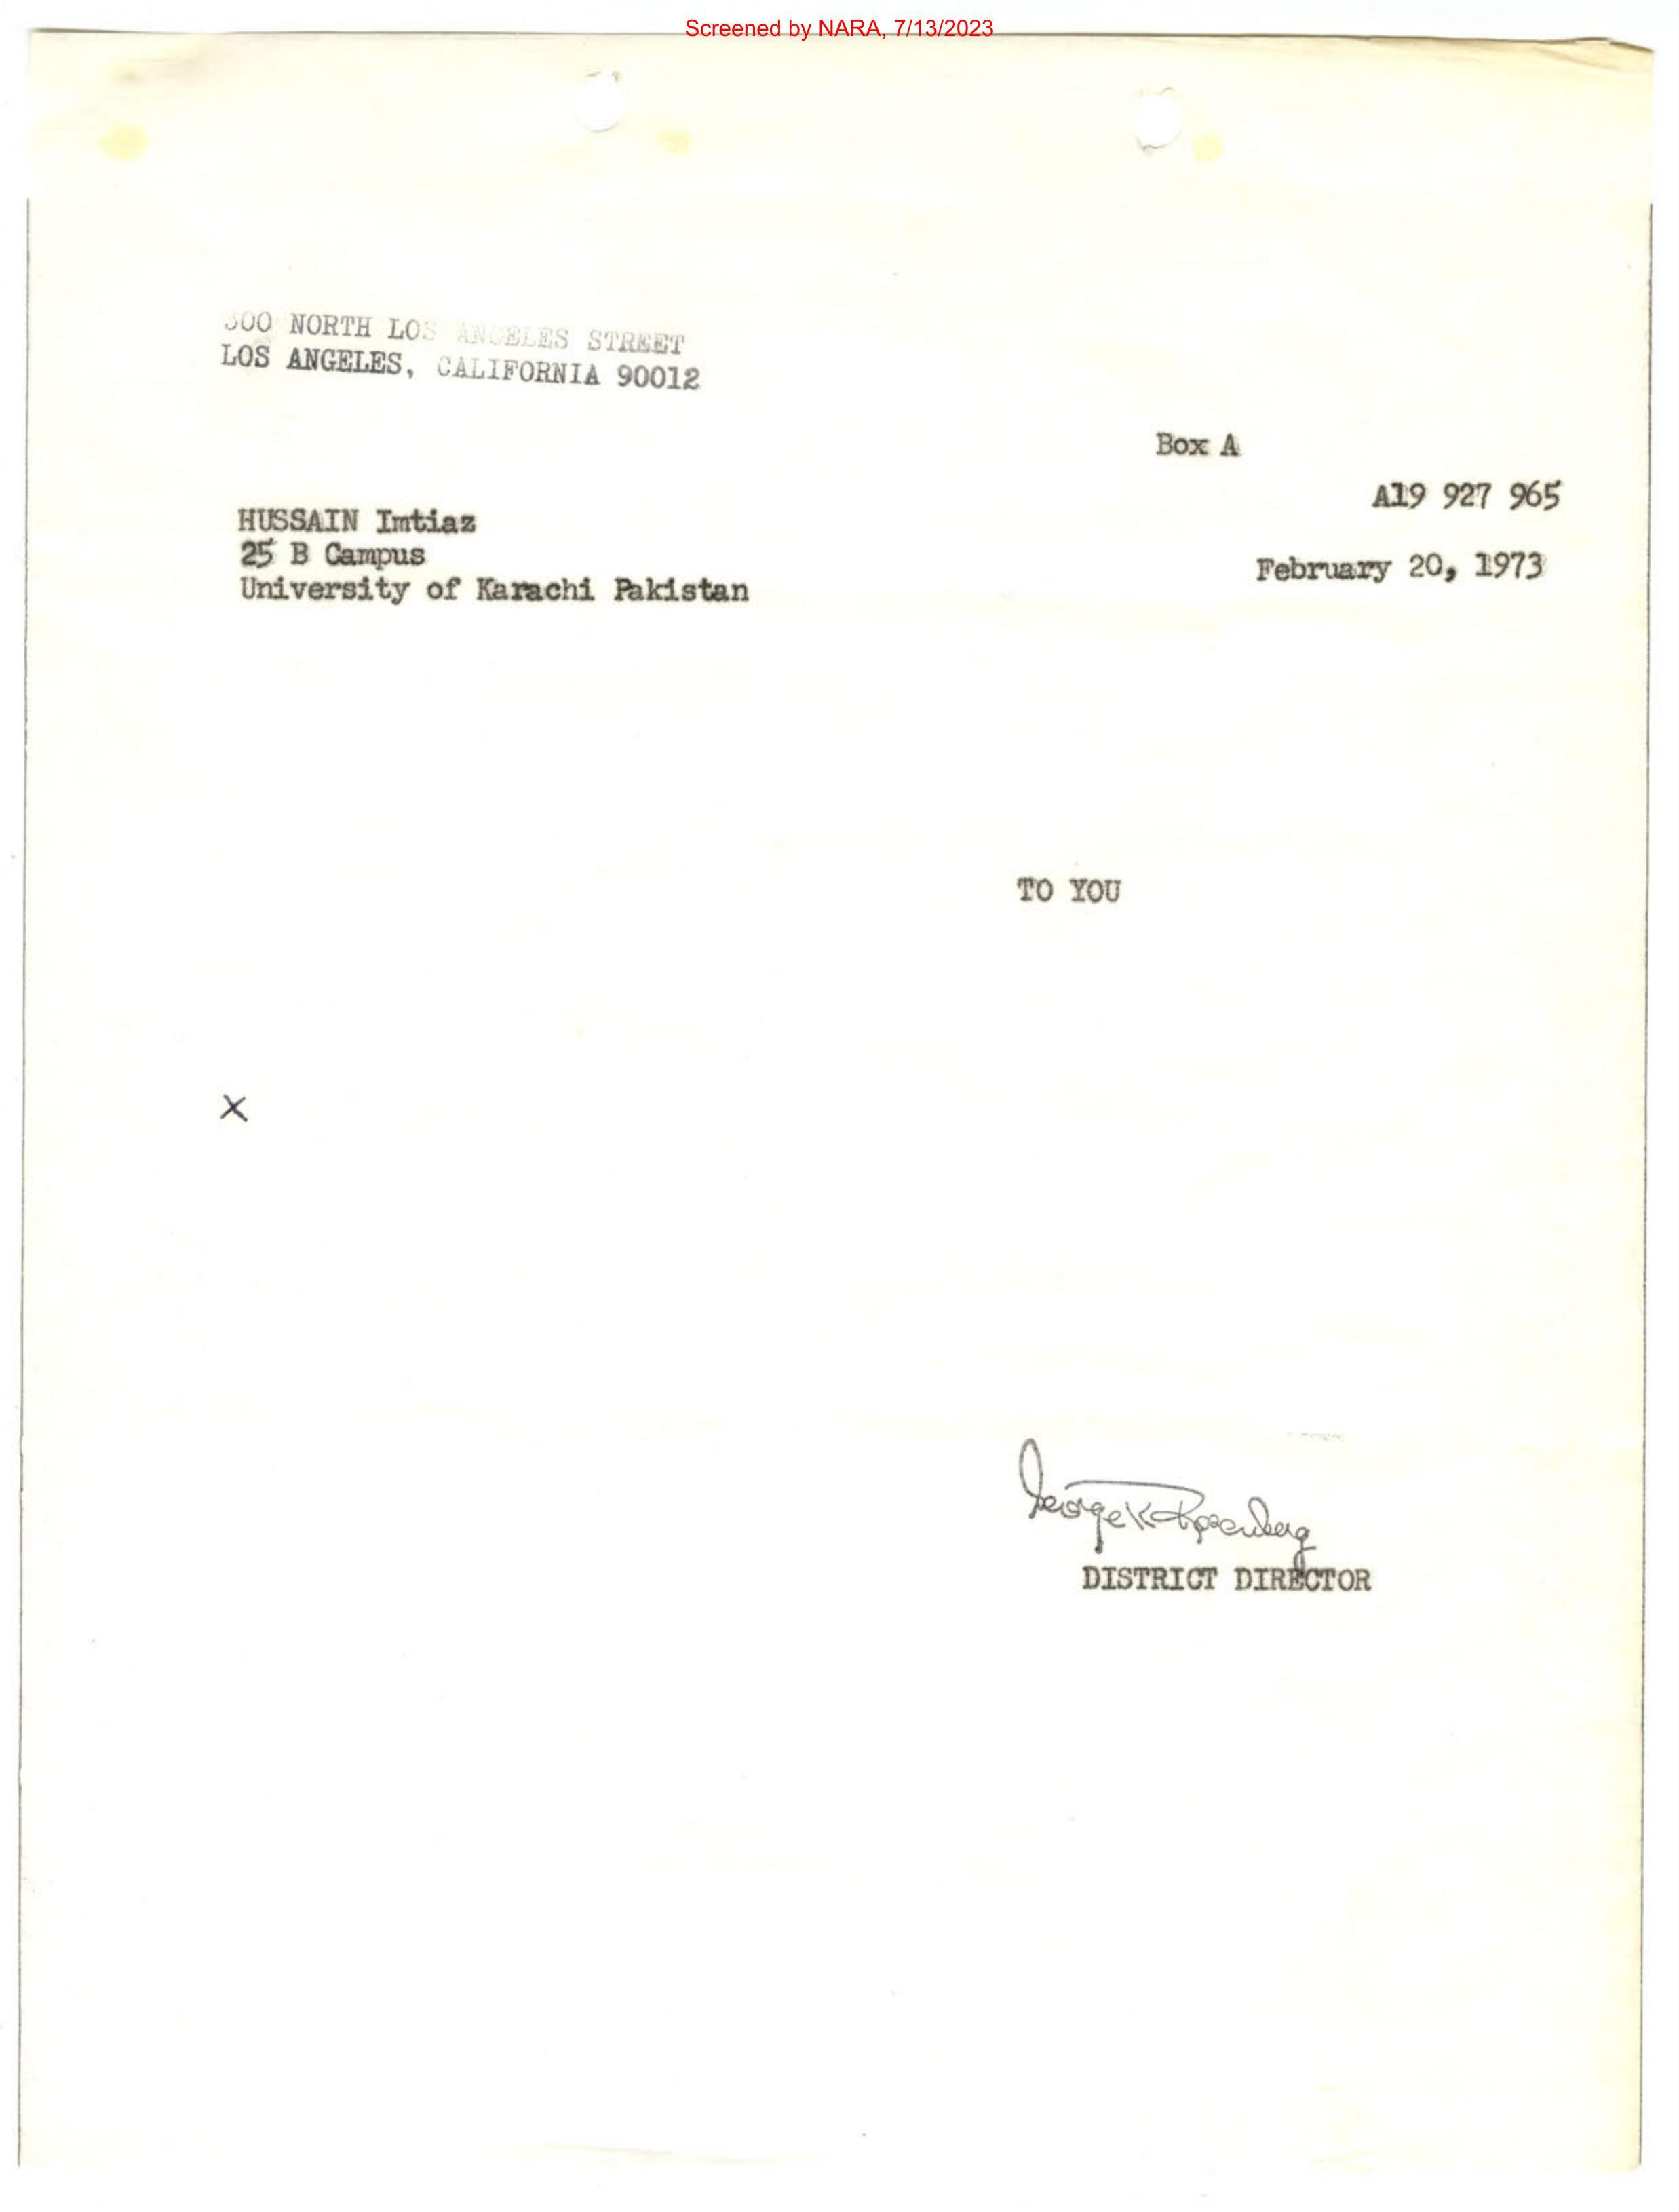 Screened by NARA, 7/13/2023
300 NORTH LOS ANGELES STREET
LOS ANGELES, CALIFORNIA 90012
Box A
A19 927 965
HUSSAIN Imtiaz
25 B Campus
February 20, 1973
University of Karachi Pakistan
TO YOU
X
George K Rosenberg
DISTRICT DIRECTOR